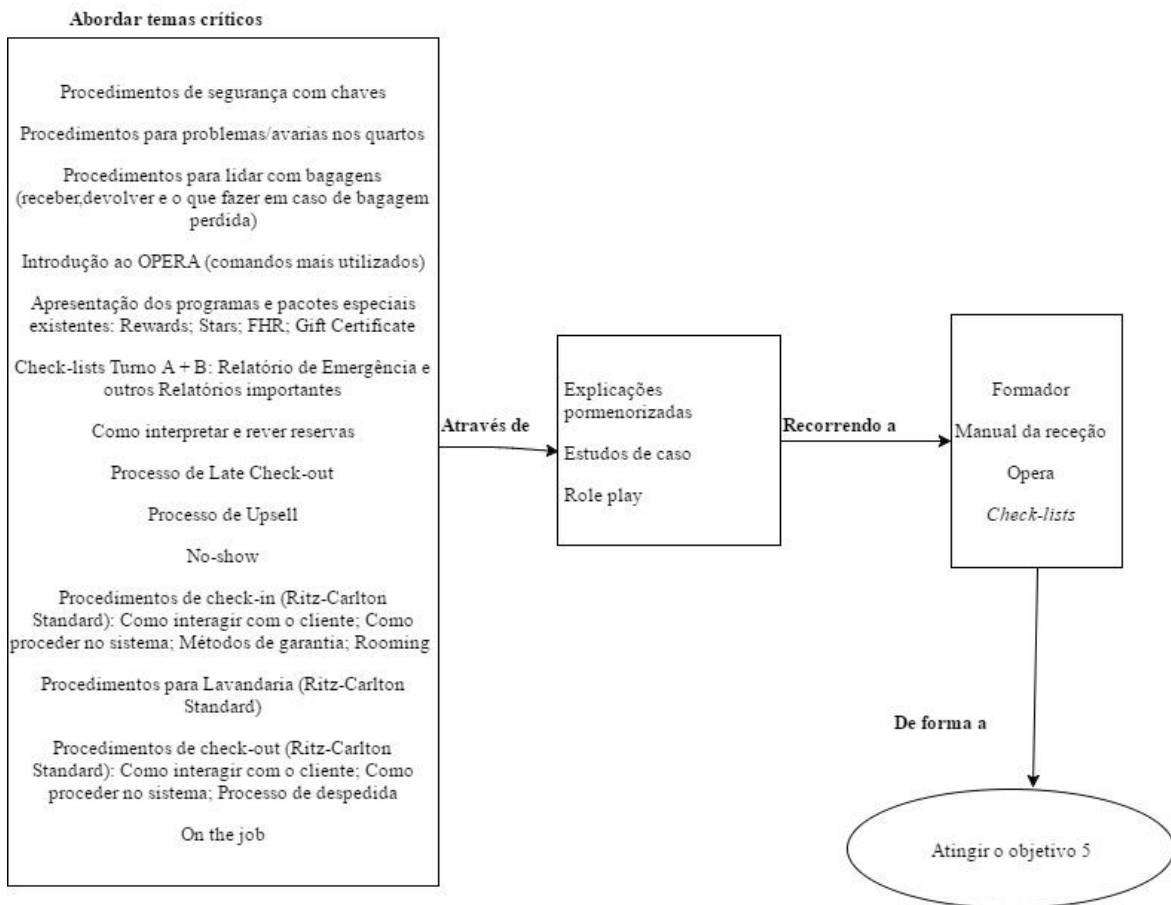 Abordar temas críticos
Procedimentos de segurança com chaves
Procedimentos para problemas/avarias nos quartos
Procedimentos para lidar com bagagens
(receber,devolver e o que fazer em caso de bagagem
perdida)
Introdução ao OPERA (comandos mais utilizados)
Apresentação dos programas e pacotes especiais
existentes: Rewards; Stars; FHR; Gift Certificate
Check-lists Turno A + B: Relatório de Emergência e
outros Relatórios importantes
Como interpretar e rever reservas
Processo de Late Check-out
Processo de Upsell
No-show
Procedimentos de check-in (Ritz-Carlton
Standard): Como interagir com o cliente; Como
proceder no sistema; Métodos de garantia; Rooming
Procedimentos para Lavandaria (Ritz-Carlton
Standard)
Procedimentos de check-out (Ritz-Carlton
Standard): Como interagir com o cliente; Como
proceder no sistema; Processo de despedida
On the job
Através de
Explicações
pormenorizadas
Estudos de caso
Role play
Recorrendo a
Formador
Manual da receção
Opera
Check-lists
De forma a
Atingir o objetivo 5